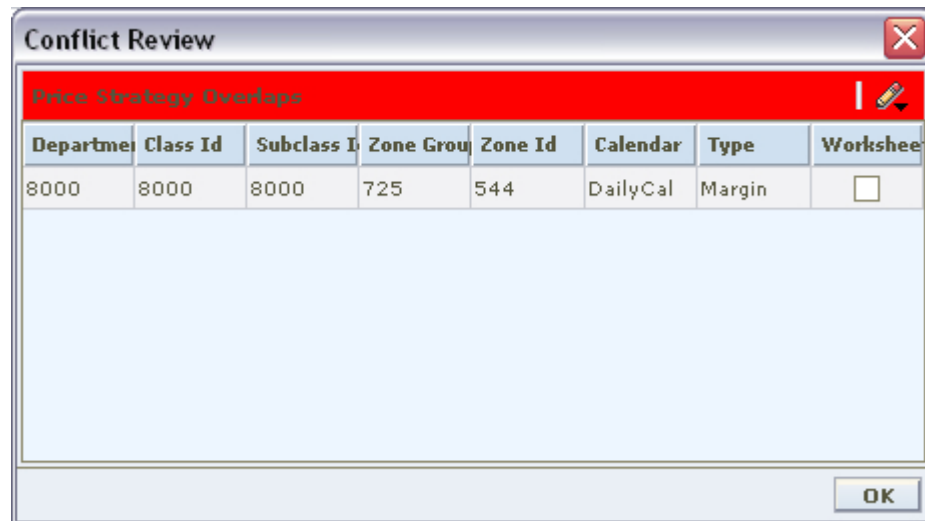 Conflict Review
Price Strategy Overlaps
Departme Class Id Subclass I Zone Grou Zone Id Calendar Type Workshee
8000 8000 8000 725 544 DailyCal Margin
OK